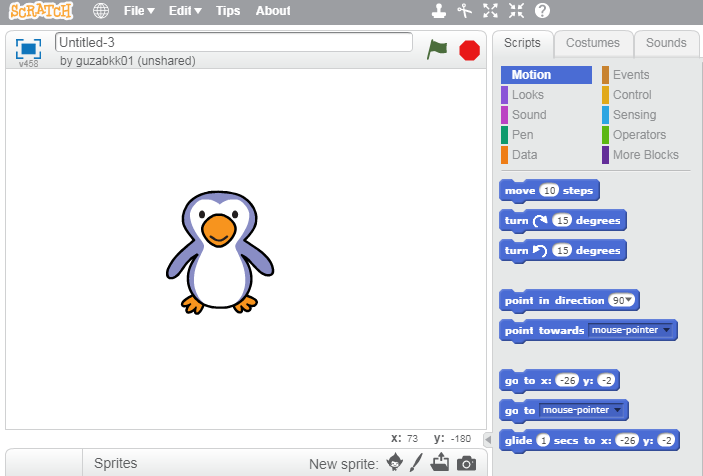 SCRATCH File Edit Tips About
Untitled-3
v458
by guzabkk01 (unshared)
Scripts Costumes Sounds
Motion Events
Looks Control
Sound Sensing
Pen Operators
Data More Blocks
move 10 steps
turn 15 degrees
turn 15 degrees
point in direction 90
point towards mouse-pointer
go to x: -26 y: -2
go to mouse-pointer
glide 1 secs to x: -26 y: -2
x: 73 y: -180
Sprites New sprite: